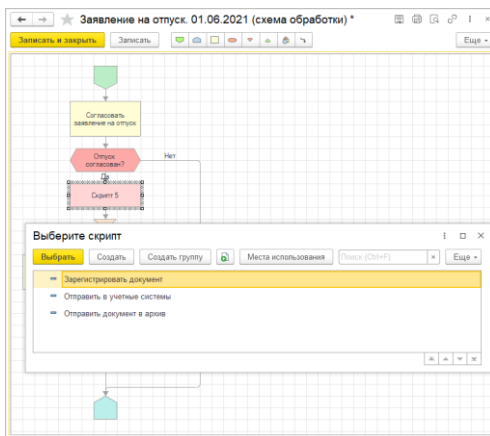 Заявление на отпуск. 01.06.2021 (схема обработки) *
Записать и закрыть Записать Еще
Согласовать
заявление на отпуск
Отпуск
согласован?
Нет
Да
Скрипт 5
Выберите скрипт
Выбрать Создать Создать группу Места использования Поиск (Ctrl+F) × Еще
Зарегистрировать документ
Отправить в учетные системы
Отправить документ в архив